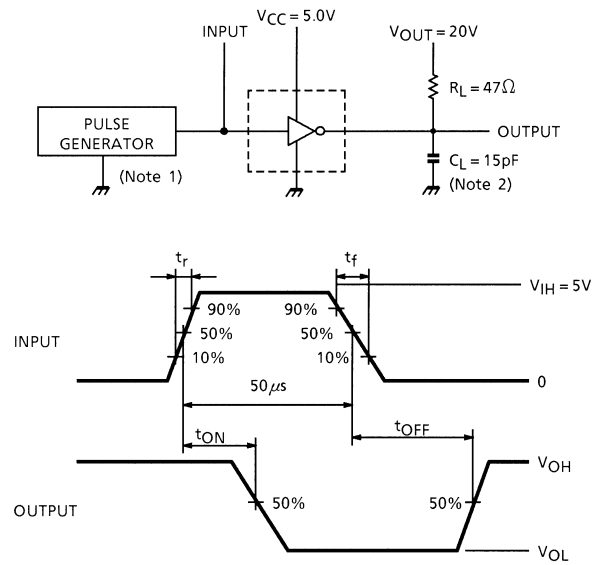 VCC = 5.0V
INPUT
VOUT = 20V
RL = 47Ω
PULSE
GENERATOR
OUTPUT
(Note 1)
CL = 15pF
(Note 2)
tr
tf
VIH = 5V
90%
90%
50%
50%
INPUT
10%
10%
0
50μs
tON
tOFF
VOH
50%
50%
OUTPUT
VOL